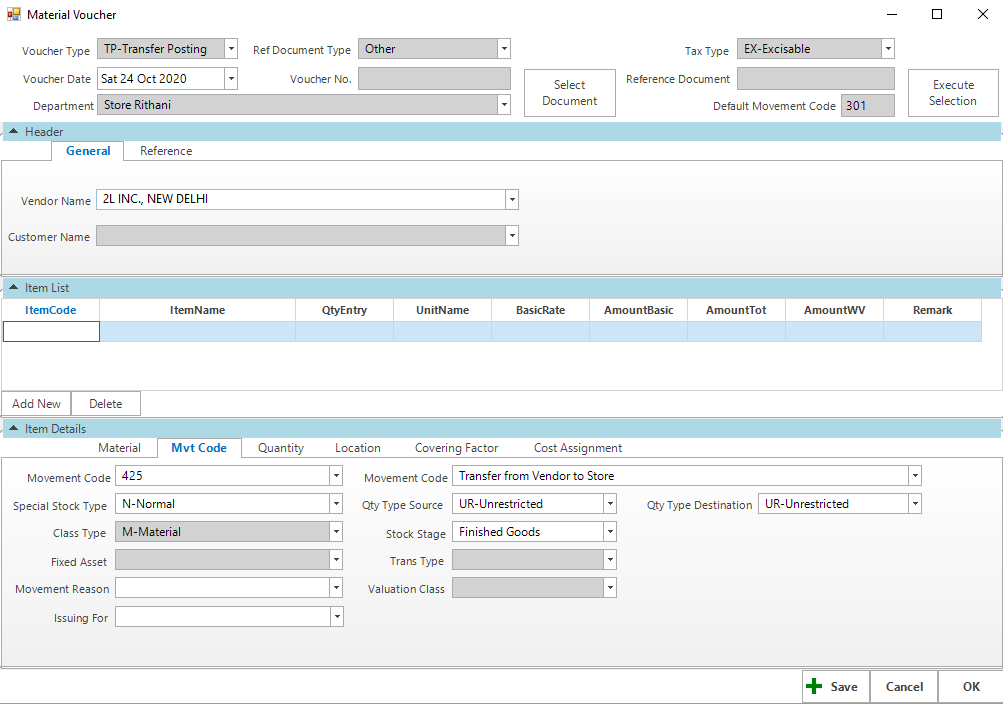 Material Voucher
Voucher Type TP-Transfer Posting Ref Document Type Other Tax Type EX-Excisable
Voucher Date Sat 24 Oct 2020 Voucher No. Select Document Reference Document Execute Selection
Department Store Rithani Default Movement Code 301
Header
General Reference
Vendor Name 2L INC., NEW DELHI
Customer Name
Item List
ItemCode ItemName QtyEntry UnitName BasicRate AmountBasic AmountTot AmountWV Remark
Add New Delete
Item Details
Material Mvt Code Quantity Location Covering Factor Cost Assignment
Movement Code 425 Movement Code Transfer from Vendor to Store
Special Stock Type N-Normal Qty Type Source UR-Unrestricted Qty Type Destination UR-Unrestricted
Class Type M-Material Stock Stage Finished Goods
Fixed Asset Trans Type
Movement Reason Valuation Class
Issuing For
Save Cancel OK